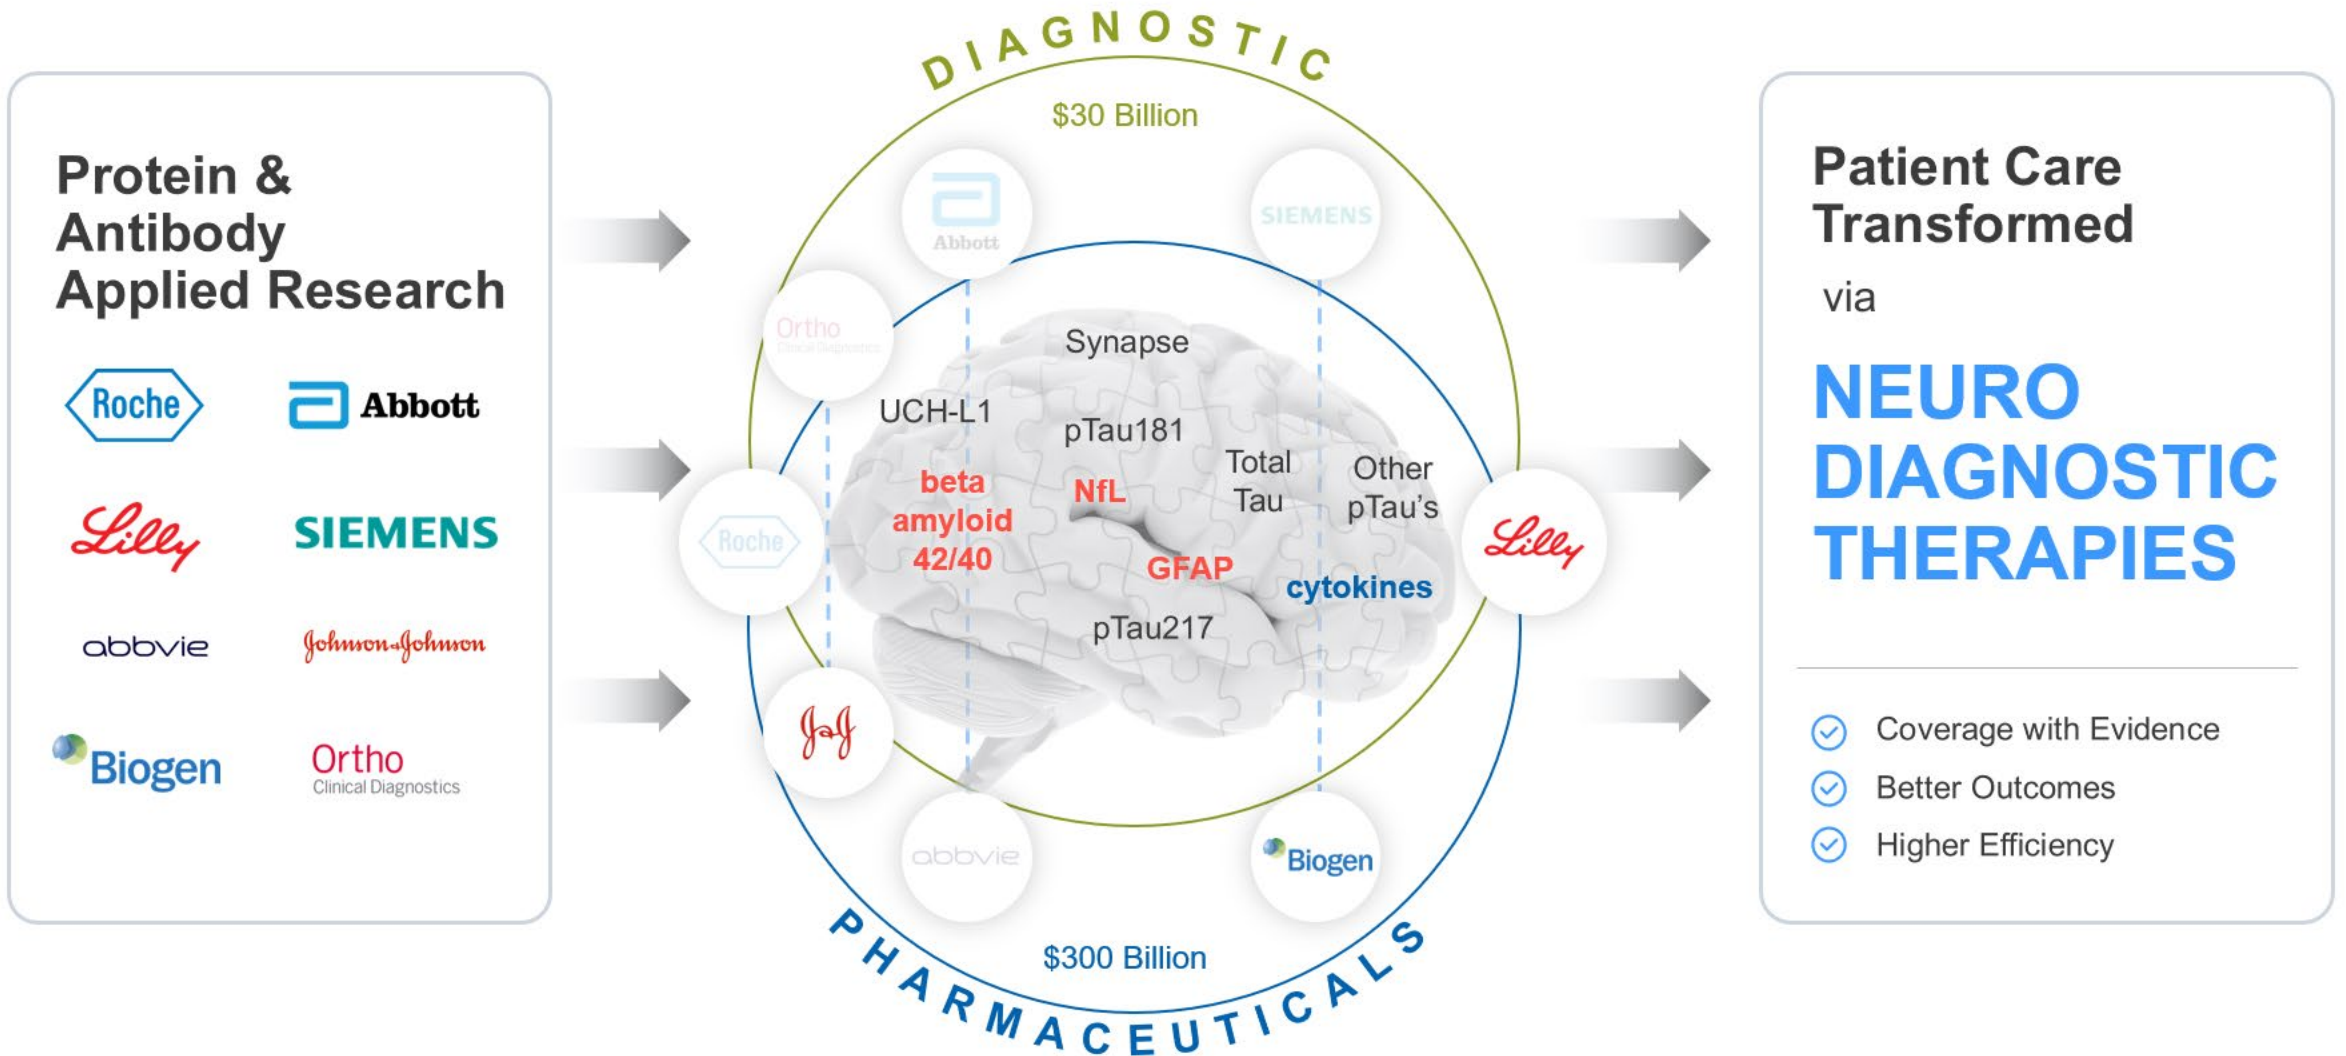 Protein &
Antibody
Applied Research
Roche
Abbott
Lilly
SIEMENS
abbvie
Johnson&Johnson
Biogen
Ortho
Clinical Diagnostics
DIAGNOSTIC
$30 Billion
Abbott
SIEMENS
Ortho
Clinical Diagnostics
Roche
Synapse
UCH-L1
pTau181
beta
amyloid
42/40
NfL
Total
Tau
Other
pTau's
GFAP
cytokines
pTau217
Lilly
J&J
abbvie
Biogen
$300 Billion
PHARMACEUTICALS
Patient Care
Transformed
via
NEURO
DIAGNOSTIC
THERAPIES
Coverage with Evidence
Better Outcomes
Higher Efficiency